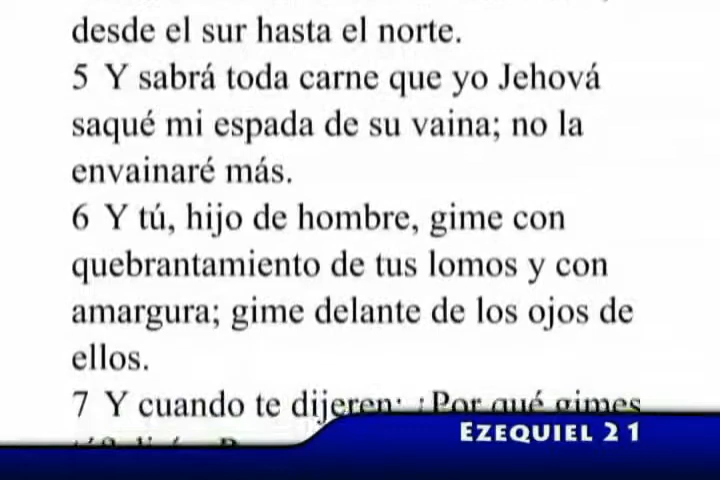 desde el sur hasta el norte.
5 Y sabrá toda carne que yo Jehová
saqué mi espada de su vaina; no la
envainaré más.
6 Y tú, hijo de hombre, gime con
quebrantamiento de tus lomos y con
amargura; gime delante de los ojos de
ellos.
7 Y cuando te dijeren: ¿Por qué gimes
EZEQUIEL 21